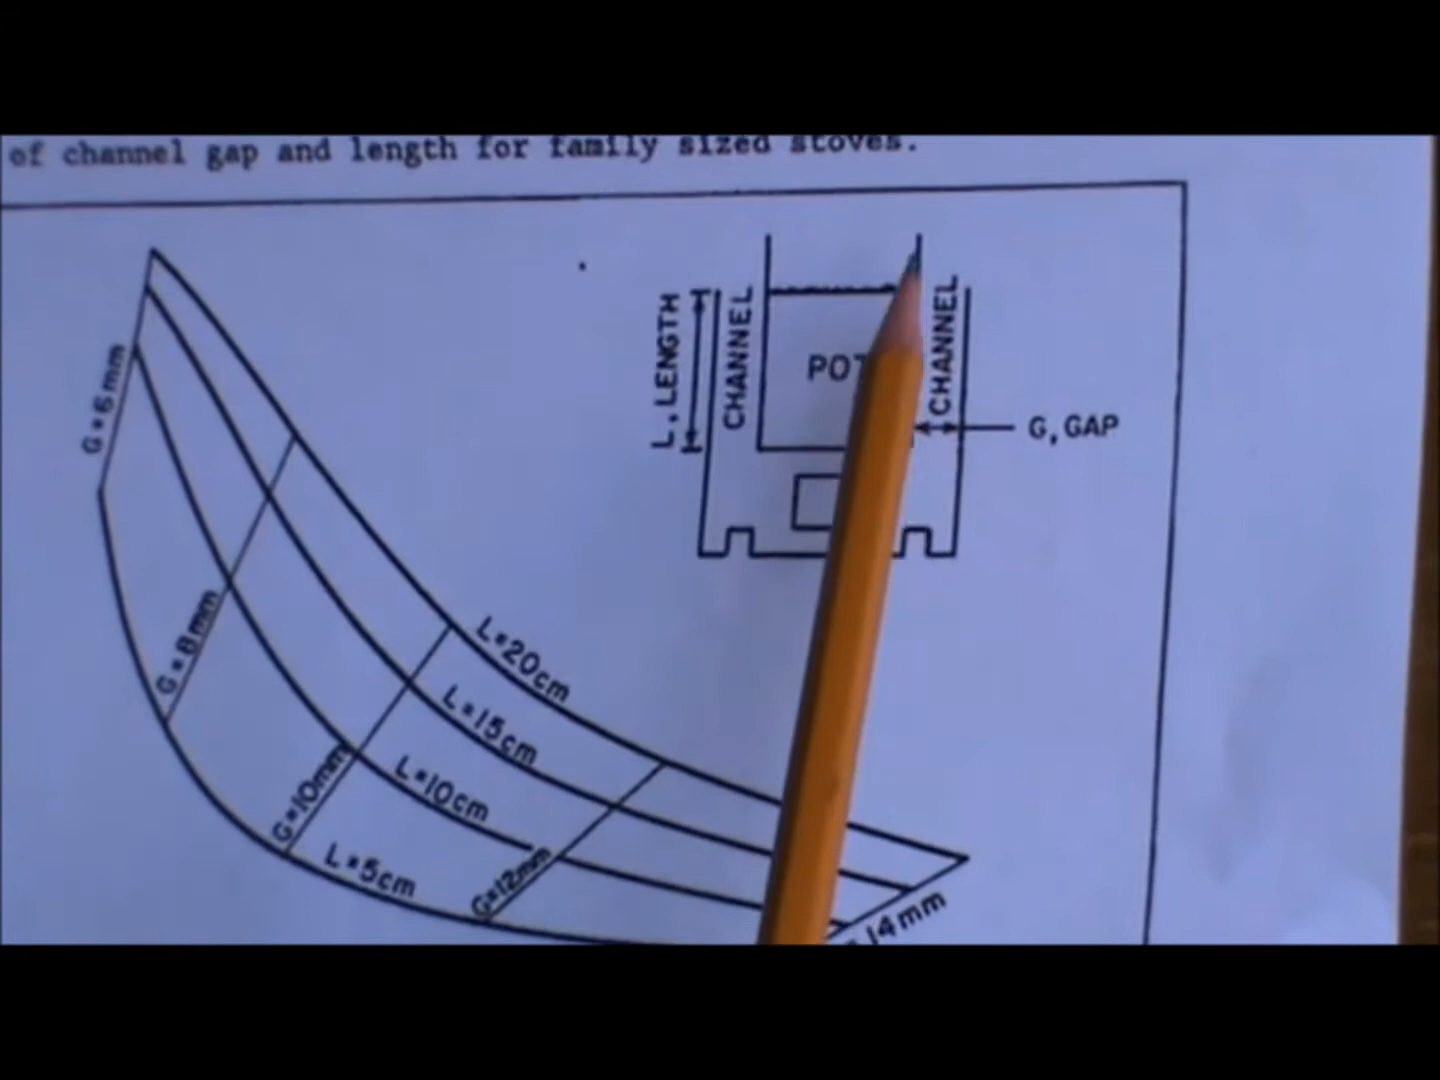 of channel gap and length for family sized stoves.
L, LENGTH
CHANNEL
POT
CHANNEL
G, GAP
G=6mm
G=8mm
G=10mm
G=12mm
=14mm
L=20cm
L=15cm
L=10cm
L=5cm